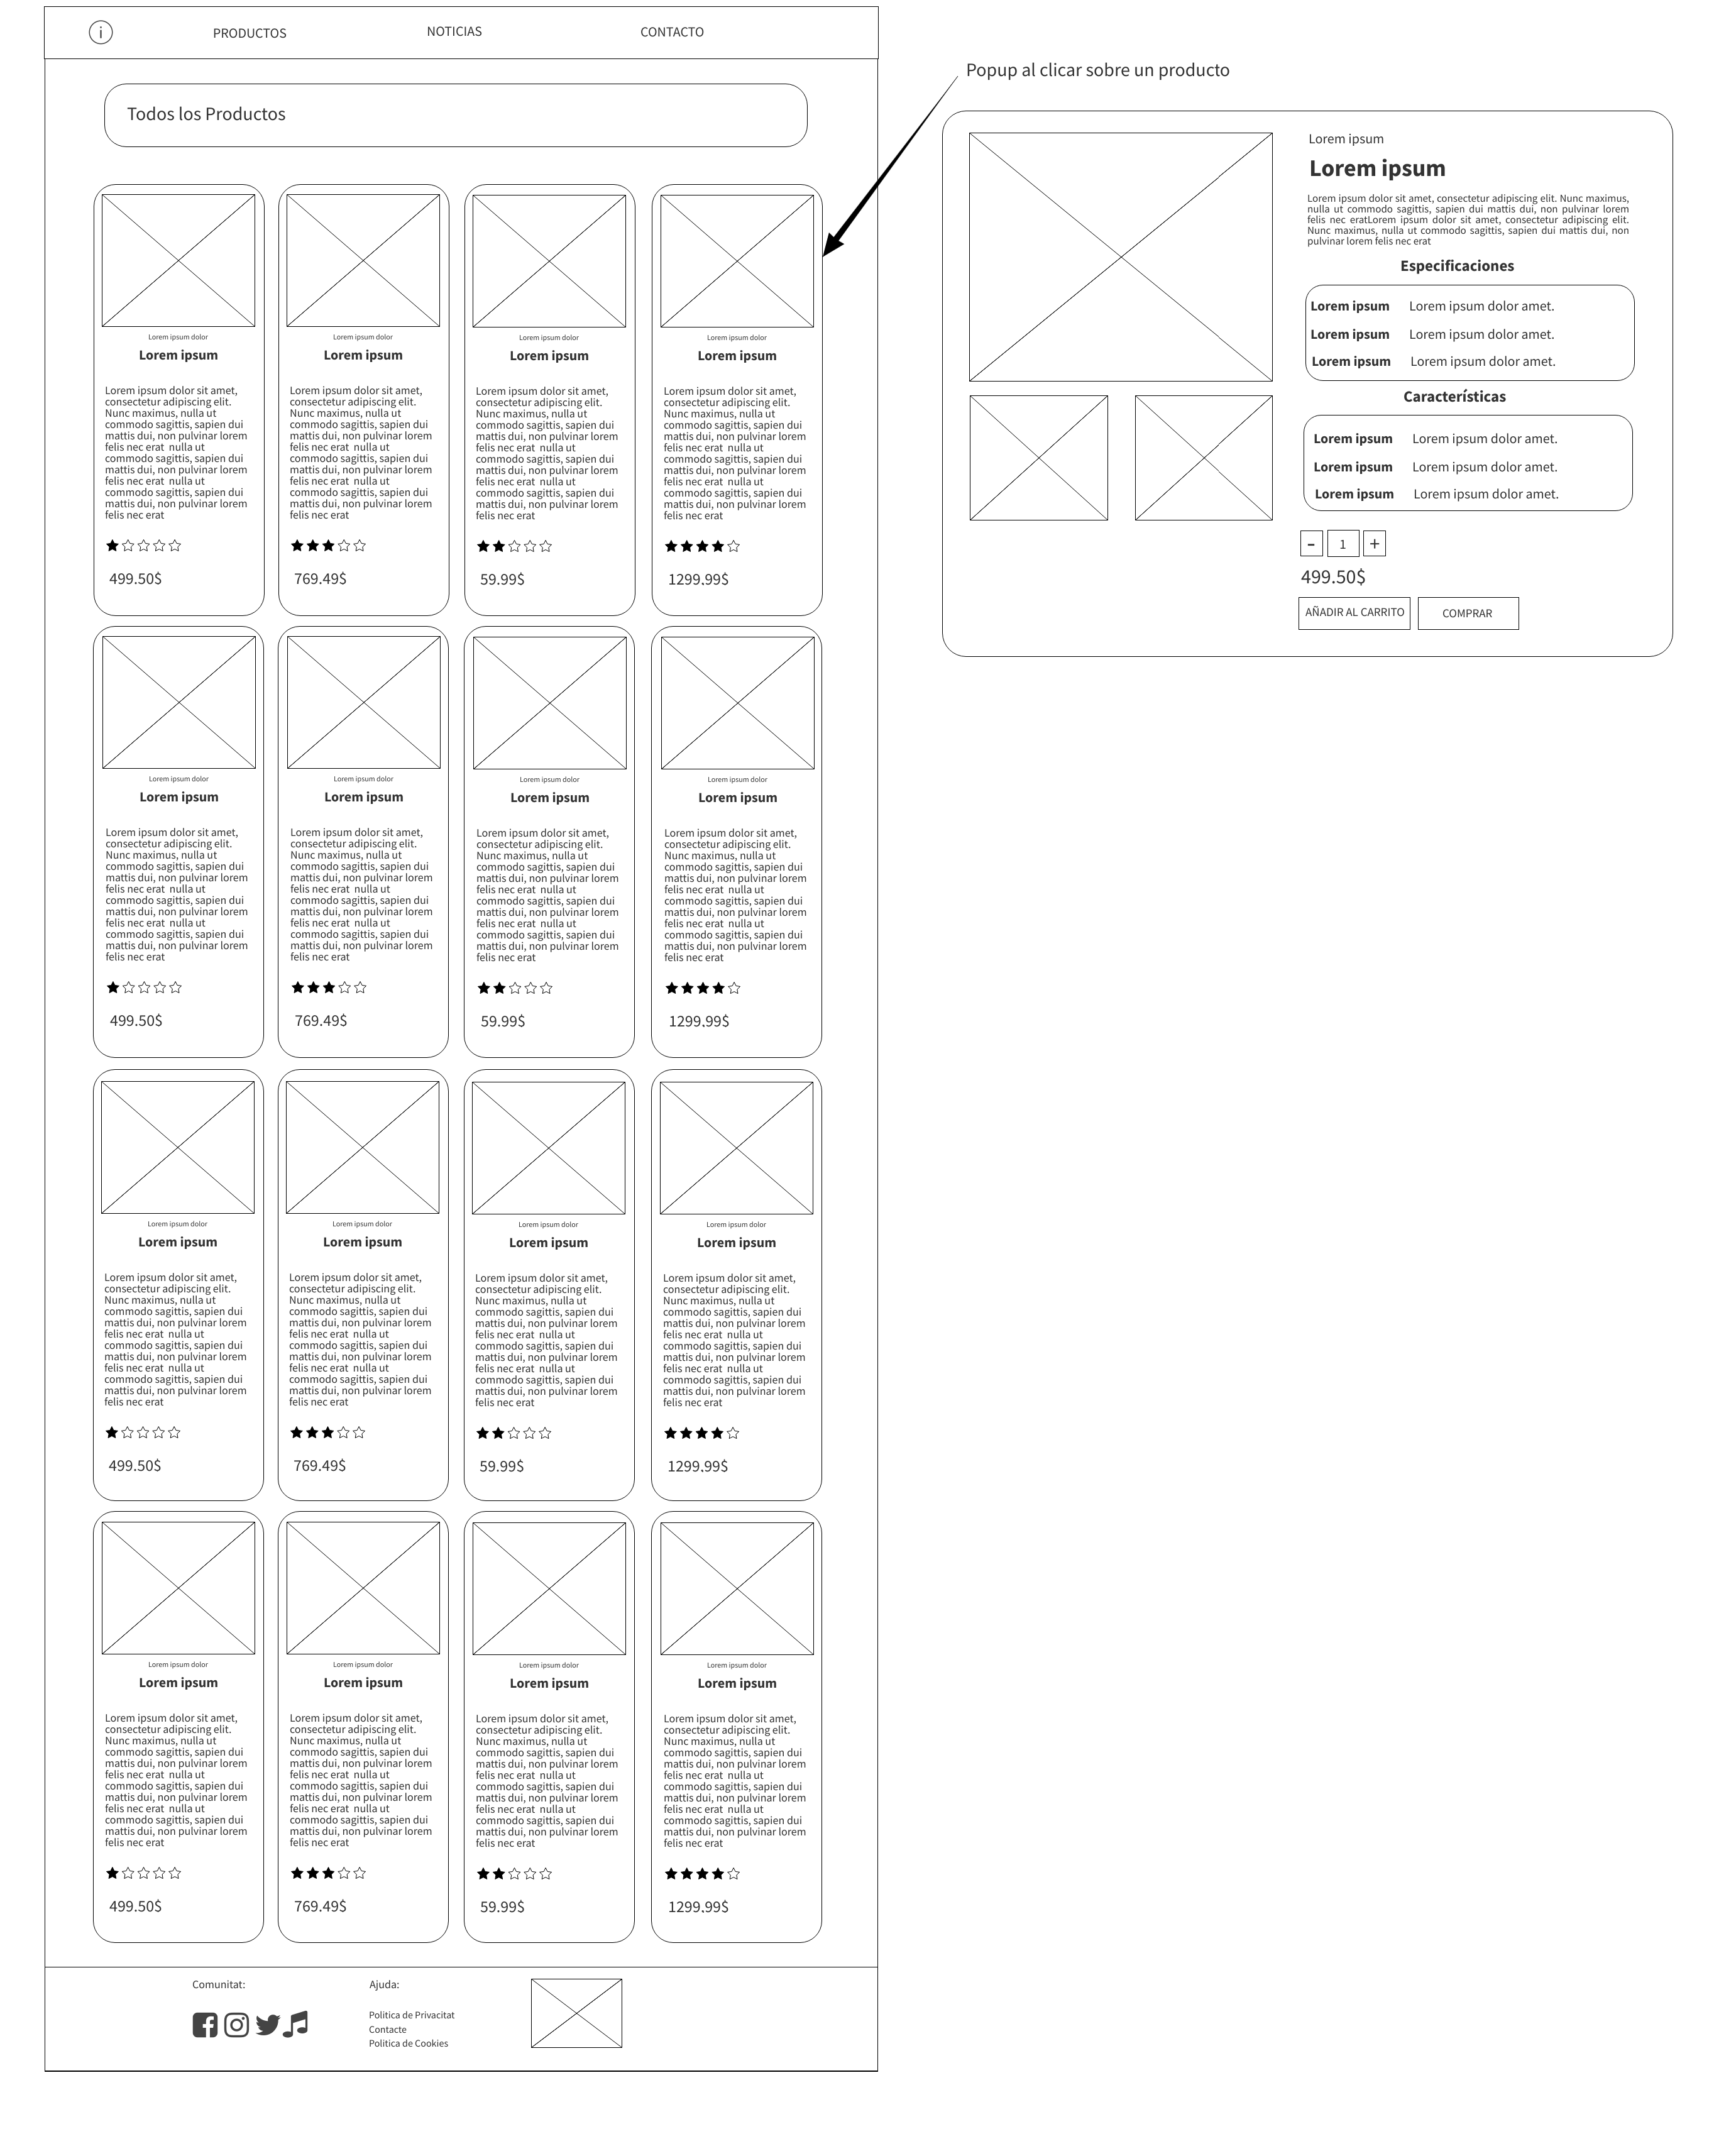 i
PRODUCTOS
NOTICIAS
CONTACTO
Todos los Productos
Lorem ipsum dolor
Lorem ipsum
Lorem ipsum dolor sit amet,
consectetur adipiscing elit.
Nunc maximus, nulla ut
commodo sagittis, sapien dui
mattis dui, non pulvinar lorem
felis nec erat nulla ut
commodo sagittis, sapien dui
mattis dui, non pulvinar lorem
felis nec erat nulla ut
commodo sagittis, sapien dui
mattis dui, non pulvinar lorem
felis nec erat
499.50$
Lorem ipsum dolor
Lorem ipsum
Lorem ipsum dolor sit amet,
consectetur adipiscing elit.
Nunc maximus, nulla ut
commodo sagittis, sapien dui
mattis dui, non pulvinar lorem
felis nec erat nulla ut
commodo sagittis, sapien dui
mattis dui, non pulvinar lorem
felis nec erat nulla ut
commodo sagittis, sapien dui
mattis dui, non pulvinar lorem
felis nec erat
769.49$
Lorem ipsum dolor
Lorem ipsum
Lorem ipsum dolor sit amet,
consectetur adipiscing elit.
Nunc maximus, nulla ut
commodo sagittis, sapien dui
mattis dui, non pulvinar lorem
felis nec erat nulla ut
commodo sagittis, sapien dui
mattis dui, non pulvinar lorem
felis nec erat nulla ut
commodo sagittis, sapien dui
mattis dui, non pulvinar lorem
felis nec erat
59.99$
Lorem ipsum dolor
Lorem ipsum
Lorem ipsum dolor sit amet,
consectetur adipiscing elit.
Nunc maximus, nulla ut
commodo sagittis, sapien dui
mattis dui, non pulvinar lorem
felis nec erat nulla ut
commodo sagittis, sapien dui
mattis dui, non pulvinar lorem
felis nec erat nulla ut
commodo sagittis, sapien dui
mattis dui, non pulvinar lorem
felis nec erat
1299.99$
Lorem ipsum dolor
Lorem ipsum
Lorem ipsum dolor sit amet,
consectetur adipiscing elit.
Nunc maximus, nulla ut
commodo sagittis, sapien dui
mattis dui, non pulvinar lorem
felis nec erat nulla ut
commodo sagittis, sapien dui
mattis dui, non pulvinar lorem
felis nec erat nulla ut
commodo sagittis, sapien dui
mattis dui, non pulvinar lorem
felis nec erat
499.50$
Lorem ipsum dolor
Lorem ipsum
Lorem ipsum dolor sit amet,
consectetur adipiscing elit.
Nunc maximus, nulla ut
commodo sagittis, sapien dui
mattis dui, non pulvinar lorem
felis nec erat nulla ut
commodo sagittis, sapien dui
mattis dui, non pulvinar lorem
felis nec erat nulla ut
commodo sagittis, sapien dui
mattis dui, non pulvinar lorem
felis nec erat
769.49$
Lorem ipsum dolor
Lorem ipsum
Lorem ipsum dolor sit amet,
consectetur adipiscing elit.
Nunc maximus, nulla ut
commodo sagittis, sapien dui
mattis dui, non pulvinar lorem
felis nec erat nulla ut
commodo sagittis, sapien dui
mattis dui, non pulvinar lorem
felis nec erat nulla ut
commodo sagittis, sapien dui
mattis dui, non pulvinar lorem
felis nec erat
59.99$
Lorem ipsum dolor
Lorem ipsum
Lorem ipsum dolor sit amet,
consectetur adipiscing elit.
Nunc maximus, nulla ut
commodo sagittis, sapien dui
mattis dui, non pulvinar lorem
felis nec erat nulla ut
commodo sagittis, sapien dui
mattis dui, non pulvinar lorem
felis nec erat nulla ut
commodo sagittis, sapien dui
mattis dui, non pulvinar lorem
felis nec erat
1299.99$
Lorem ipsum dolor
Lorem ipsum
Lorem ipsum dolor sit amet,
consectetur adipiscing elit.
Nunc maximus, nulla ut
commodo sagittis, sapien dui
mattis dui, non pulvinar lorem
felis nec erat nulla ut
commodo sagittis, sapien dui
mattis dui, non pulvinar lorem
felis nec erat nulla ut
commodo sagittis, sapien dui
mattis dui, non pulvinar lorem
felis nec erat
499.50$
Lorem ipsum dolor
Lorem ipsum
Lorem ipsum dolor sit amet,
consectetur adipiscing elit.
Nunc maximus, nulla ut
commodo sagittis, sapien dui
mattis dui, non pulvinar lorem
felis nec erat nulla ut
commodo sagittis, sapien dui
mattis dui, non pulvinar lorem
felis nec erat nulla ut
commodo sagittis, sapien dui
mattis dui, non pulvinar lorem
felis nec erat
769.49$
Lorem ipsum dolor
Lorem ipsum
Lorem ipsum dolor sit amet,
consectetur adipiscing elit.
Nunc maximus, nulla ut
commodo sagittis, sapien dui
mattis dui, non pulvinar lorem
felis nec erat nulla ut
commodo sagittis, sapien dui
mattis dui, non pulvinar lorem
felis nec erat nulla ut
commodo sagittis, sapien dui
mattis dui, non pulvinar lorem
felis nec erat
59.99$
Lorem ipsum dolor
Lorem ipsum
Lorem ipsum dolor sit amet,
consectetur adipiscing elit.
Nunc maximus, nulla ut
commodo sagittis, sapien dui
mattis dui, non pulvinar lorem
felis nec erat nulla ut
commodo sagittis, sapien dui
mattis dui, non pulvinar lorem
felis nec erat nulla ut
commodo sagittis, sapien dui
mattis dui, non pulvinar lorem
felis nec erat
1299.99$
Lorem ipsum dolor
Lorem ipsum
Lorem ipsum dolor sit amet,
consectetur adipiscing elit.
Nunc maximus, nulla ut
commodo sagittis, sapien dui
mattis dui, non pulvinar lorem
felis nec erat nulla ut
commodo sagittis, sapien dui
mattis dui, non pulvinar lorem
felis nec erat nulla ut
commodo sagittis, sapien dui
mattis dui, non pulvinar lorem
felis nec erat
499.50$
Lorem ipsum dolor
Lorem ipsum
Lorem ipsum dolor sit amet,
consectetur adipiscing elit.
Nunc maximus, nulla ut
commodo sagittis, sapien dui
mattis dui, non pulvinar lorem
felis nec erat nulla ut
commodo sagittis, sapien dui
mattis dui, non pulvinar lorem
felis nec erat nulla ut
commodo sagittis, sapien dui
mattis dui, non pulvinar lorem
felis nec erat
769.49$
Lorem ipsum dolor
Lorem ipsum
Lorem ipsum dolor sit amet,
consectetur adipiscing elit.
Nunc maximus, nulla ut
commodo sagittis, sapien dui
mattis dui, non pulvinar lorem
felis nec erat nulla ut
commodo sagittis, sapien dui
mattis dui, non pulvinar lorem
felis nec erat nulla ut
commodo sagittis, sapien dui
mattis dui, non pulvinar lorem
felis nec erat
59.99$
Lorem ipsum dolor
Lorem ipsum
Lorem ipsum dolor sit amet,
consectetur adipiscing elit.
Nunc maximus, nulla ut
commodo sagittis, sapien dui
mattis dui, non pulvinar lorem
felis nec erat nulla ut
commodo sagittis, sapien dui
mattis dui, non pulvinar lorem
felis nec erat nulla ut
commodo sagittis, sapien dui
mattis dui, non pulvinar lorem
felis nec erat
1299.99$
Comunitat:
Ajuda:
Politica de Privacitat
Contacte
Politica de Cookies
Popup al clicar sobre un producto
Lorem ipsum
Lorem ipsum
Lorem ipsum dolor sit amet, consectetur adipiscing elit. Nunc maximus,
nulla ut commodo sagittis, sapien dui mattis dui, non pulvinar lorem
felis nec eratLorem ipsum dolor sit amet, consectetur adipiscing elit.
Nunc maximus, nulla ut commodo sagittis, sapien dui mattis dui, non
pulvinar lorem felis nec erat
Especificaciones
Lorem ipsum Lorem ipsum dolor amet.
Lorem ipsum Lorem ipsum dolor amet.
Lorem ipsum Lorem ipsum dolor amet.
Características
Lorem ipsum Lorem ipsum dolor amet.
Lorem ipsum Lorem ipsum dolor amet.
Lorem ipsum Lorem ipsum dolor amet.
- 1 +
499.50$
AÑADIR AL CARRITO
COMPRAR